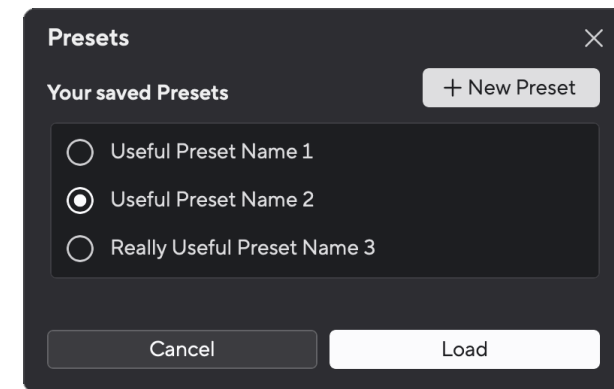 Presets
Your saved Presets
+ New Preset
Useful Preset Name 1
Useful Preset Name 2
Really Useful Preset Name 3
Cancel
Load